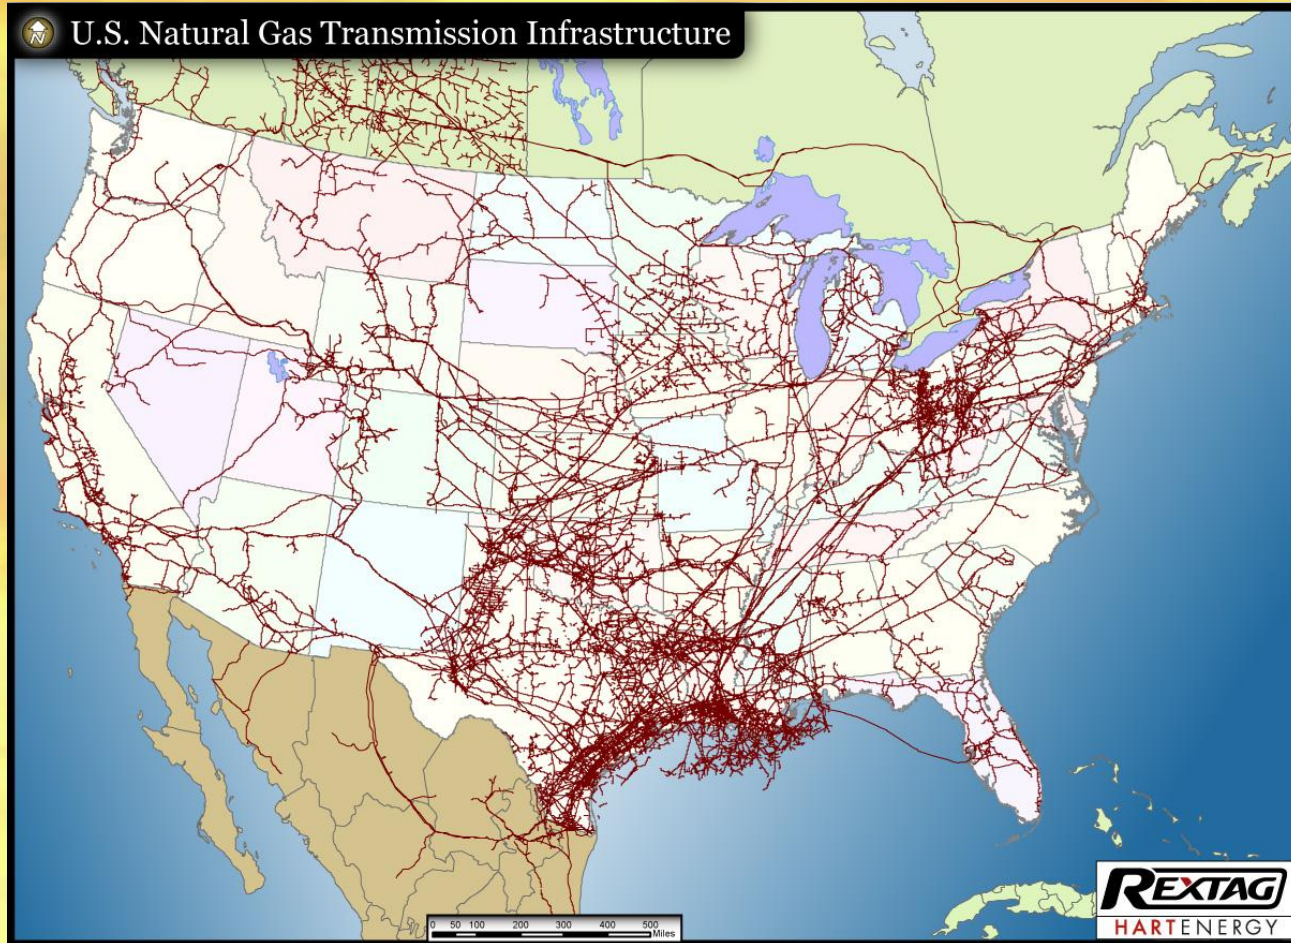 N
U.S. Natural Gas Transmission Infrastructure
0 50 100 200 300 400 500
Miles
REXTAG
HARTENERGY